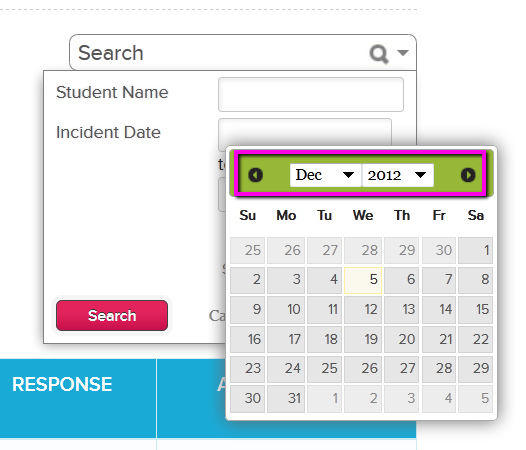 Search
Student Name
Incident Date
Dec 2012
Su Mo Tu We Th Fr Sa
25 26 27 28 29 30 1
2 3 4 5 6 7 8
9 10 11 12 13 14 15
16 17 18 19 20 21 22
23 24 25 26 27 28 29
30 31 1 2 3 4 5
Search
RESPONSE